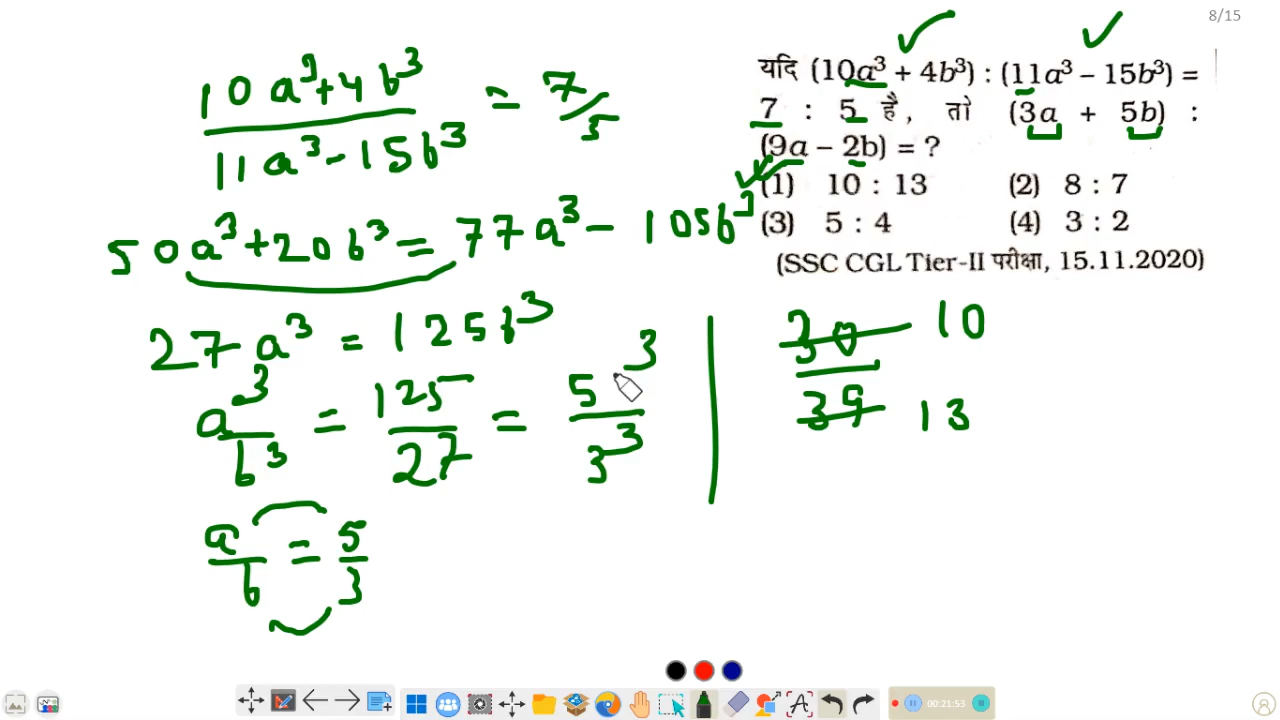 8/15
यदि (10a³ + 4b³) : (11a³ – 15b³) =
7 : 5 है, तो (3a + 5b) :
(9a – 2b) = ?
(1) 10 : 13 (2) 8 : 7
(3) 5 : 4 (4) 3 : 2
(SSC CGL Tier-II परीक्षा, 15.11.2020)
10a³+4b³ / 11a³-15b³ = 7/5
50a³+20b³ = 77a³- 105b³
27a³ = 125b³
a³/b³ = 125/27 = 5³/3³
a/b = 5/3
30 10
39 13
00:21:53